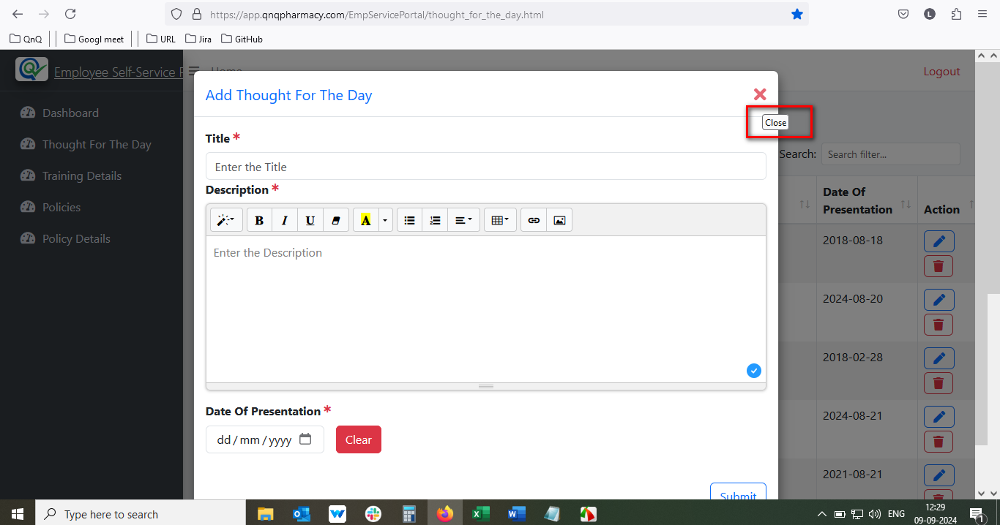 https://app.qnqpharmacy.com/EmpServicePortal/thought_for_the_day.html
L
QnQ
Googl meet
URL
Jira
GitHub
Employee Self-Service
Home
Logout
Dashboard
Thought For The Day
Training Details
Policies
Policy Details
Add Thought For The Day
Close
Title *
Enter the Title
Description *
B I U A
Enter the Description
Date Of Presentation *
dd / mm / yyyy
Clear
Submit
Search:
Search filter...
Date Of
Presentation
Action
2018-08-18
2024-08-20
2018-02-28
2024-08-21
2021-08-21
Type here to search
ENG
12:29
09-09-2024
1